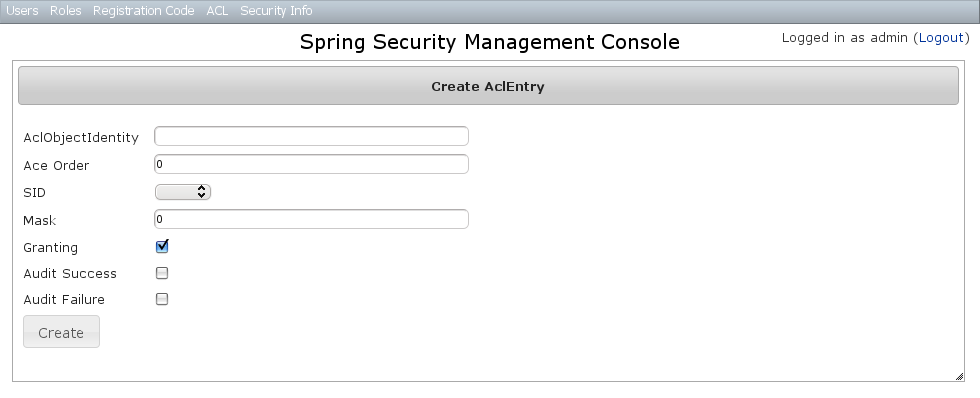 Users Roles Registration Code ACL Security Info
Spring Security Management Console
Logged in as admin (Logout)
Create AclEntry
AclObjectIdentity
Ace Order 0
SID
Mask 0
Granting
Audit Success
Audit Failure
Create